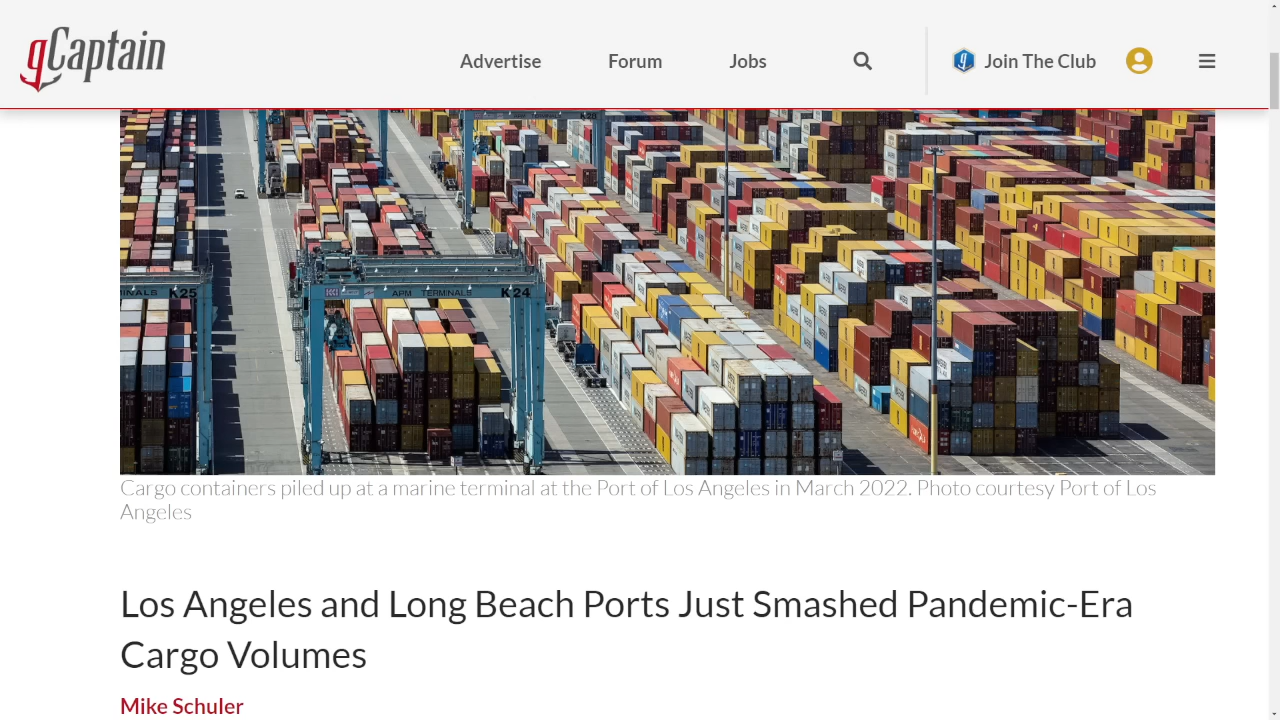 gCaptain
Advertise
Forum
Jobs
Join The Club
K25
APM TERMINALS
K24
Cargo containers piled up at a marine terminal at the Port of Los Angeles in March 2022. Photo courtesy Port of Los
Angeles
Los Angeles and Long Beach Ports Just Smashed Pandemic-Era
Cargo Volumes
Mike Schuler